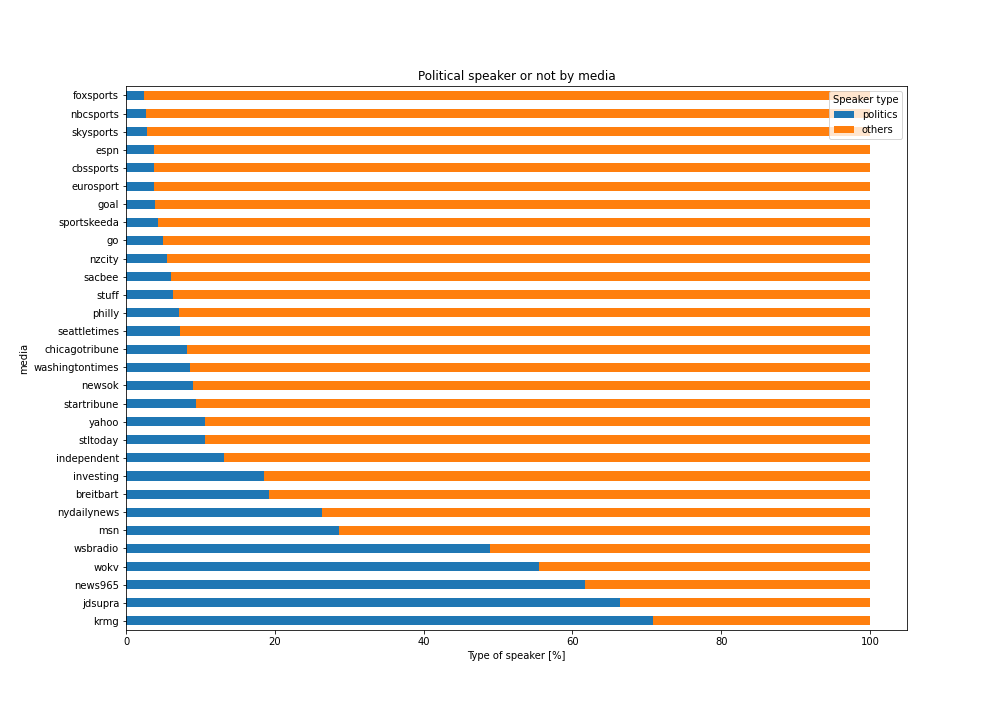 Political speaker or not by media
Speaker type
politics
others
foxsports
nbcsports
skysports
espn
cbssports
eurosport
goal
sportskeeda
go
nzcity
sacbee
stuff
philly
seattletimes
chicagotribune
washingtontimes
newsok
startribune
yahoo
stltoday
independent
investing
breitbart
nydailynews
msn
wsbradio
wokv
news965
jdsupra
krmg
media
0 20 40 60 80 100
Type of speaker [%]